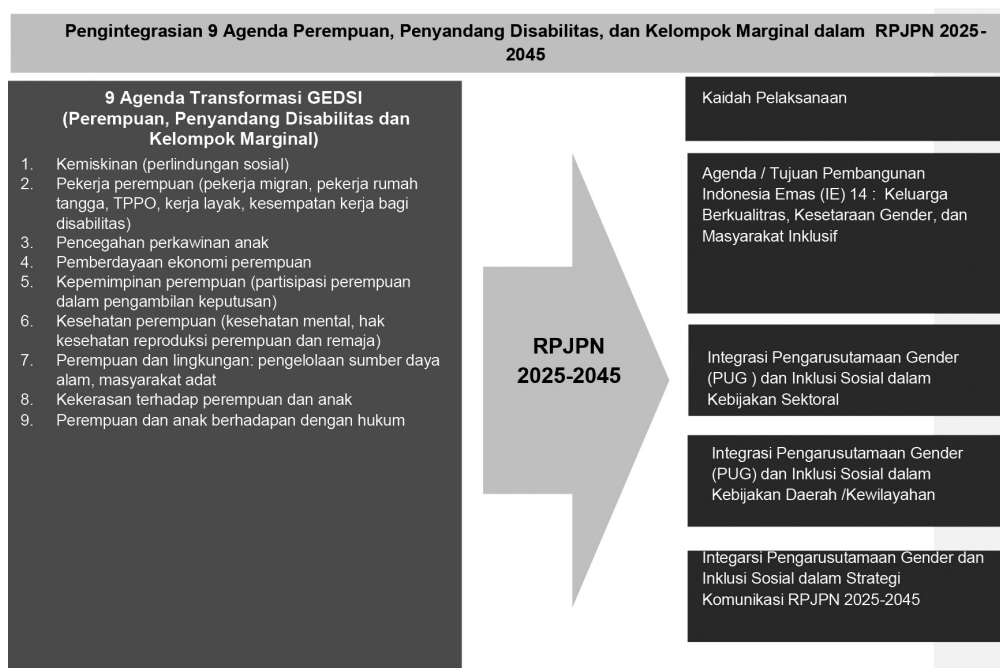 Pengintegrasian 9 Agenda Perempuan, Penyandang Disabilitas, dan Kelompok Marginal dalam RPJPN 2025-
2045
9 Agenda Transformasi GEDSI
(Perempuan, Penyandang Disabilitas dan
Kelompok Marginal)
1. Kemiskinan (perlindungan sosial)
2. Pekerja perempuan (pekerja migran, pekerja rumah
tangga, TPPO, kerja layak, kesempatan kerja bagi
disabilitas)
3. Pencegahan perkawinan anak
4. Pemberdayaan ekonomi perempuan
5. Kepemimpinan perempuan (partisipasi perempuan
dalam pengambilan keputusan)
6. Kesehatan perempuan (kesehatan mental, hak
kesehatan reproduksi perempuan dan remaja)
7. Perempuan dan lingkungan: pengelolaan sumber daya
alam, masyarakat adat
8. Kekerasan terhadap perempuan dan anak
9. Perempuan dan anak berhadapan dengan hukum
RPJPN
2025-2045
Kaidah Pelaksanaan
Agenda / Tujuan Pembangunan
Indonesia Emas (IE) 14 : Keluarga
Berkualitras, Kesetaraan Gender, dan
Masyarakat Inklusif
Integrasi Pengarusutamaan Gender
(PUG ) dan Inklusi Sosial dalam
Kebijakan Sektoral
Integrasi Pengarusutamaan Gender
(PUG) dan Inklusi Sosial dalam
Kebijakan Daerah /Kewilayahan
Integarsi Pengarusutamaan Gender dan
Inklusi Sosial dalam Strategi
Komunikasi RPJPN 2025-2045